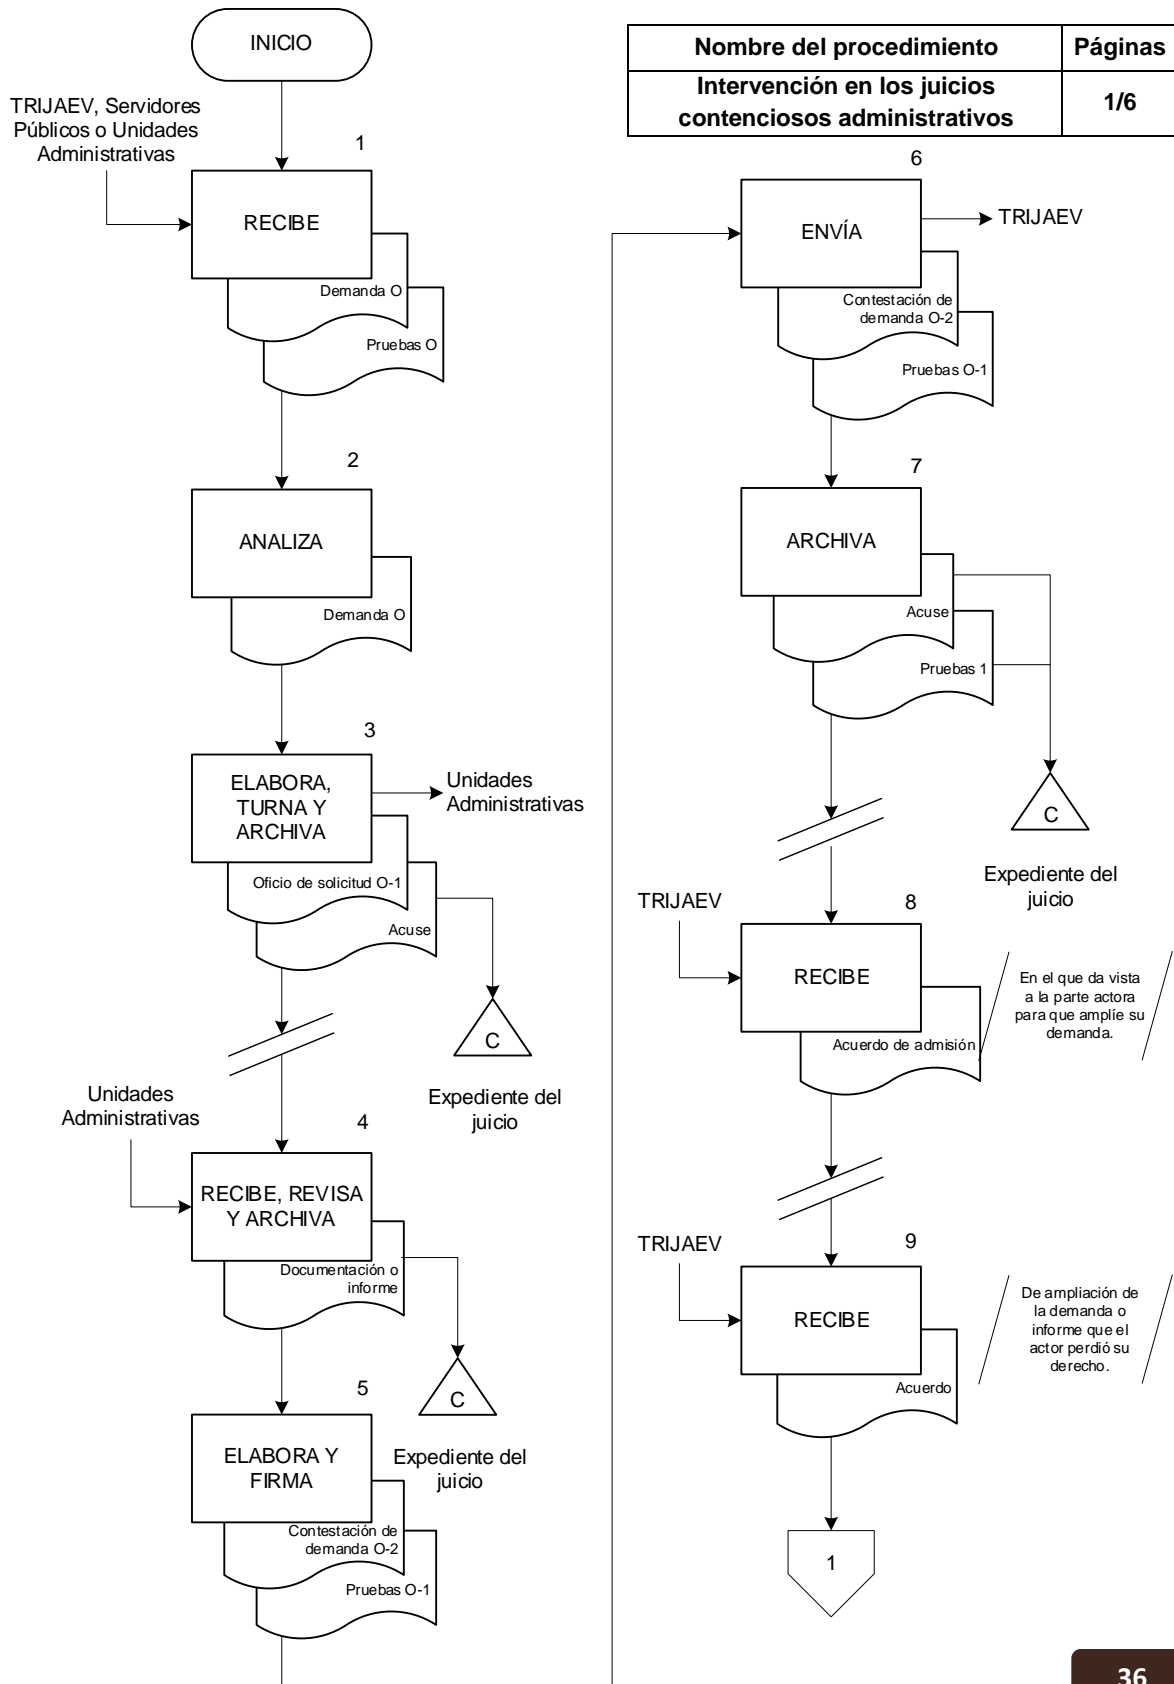 INICIO
Nombre del procedimiento
Páginas
Intervención en los juicios
contenciosos administrativos
1/6
TRIJAEV, Servidores
Públicos o Unidades
Administrativas
1
RECIBE
Demanda O
Pruebas O
2
ANALIZA
Demanda O
3
ELABORA,
TURNA Y
ARCHIVA
Unidades
Administrativas
Oficio de solicitud O-1
Acuse
C
Expediente del
juicio
Unidades
Administrativas
4
RECIBE, REVISA
Y ARCHIVA
Documentación o
informe
C
Expediente del
juicio
5
ELABORA Y
FIRMA
Contestación de
demanda O-2
Pruebas O-1
6
ENVÍA
TRIJAEV
Contestación de
demanda O-2
Pruebas O-1
7
ARCHIVA
Acuse
Pruebas 1
C
Expediente del
juicio
TRIJAEV
8
RECIBE
Acuerdo de admisión
En el que da vista
a la parte actora
para que amplíe su
demanda.
TRIJAEV
9
RECIBE
Acuerdo
De ampliación de
la demanda o
informe que el
actor perdió su
derecho.
1
36